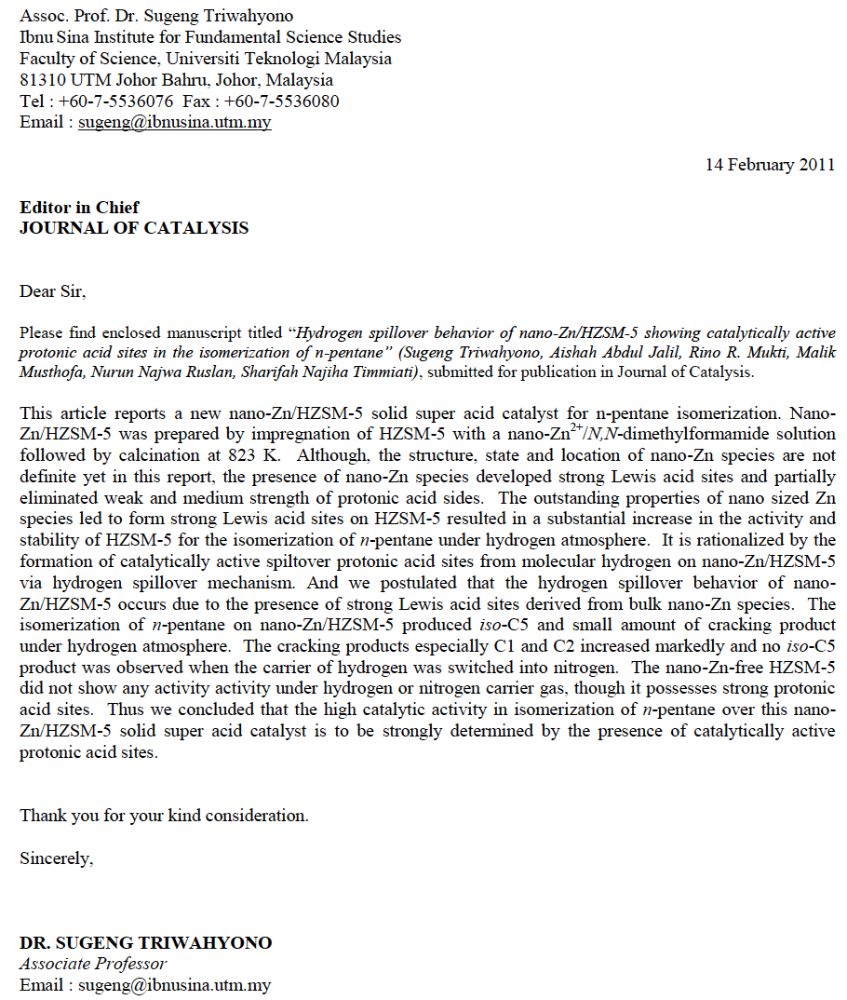 Assoc. Prof. Dr. Sugeng Triwahyono
Ibnu Sina Institute for Fundamental Science Studies
Faculty of Science, Universiti Teknologi Malaysia
81310 UTM Johor Bahru, Johor, Malaysia
Tel : +60-7-5536076 Fax : +60-7-5536080
Email : sugeng@ibnusina.utm.my
14 February 2011
Editor in Chief
JOURNAL OF CATALYSIS
Dear Sir,
Please find enclosed manuscript titled “Hydrogen spillover behavior of nano-Zn/HZSM-5 showing catalytically active
protonic acid sites in the isomerization of n-pentane” (Sugeng Triwahyono, Aishah Abdul Jalil, Rino R. Mukti, Malik
Musthofa, Nurun Najwa Ruslan, Sharifah Najiha Timmiati), submitted for publication in Journal of Catalysis.
This article reports a new nano-Zn/HZSM-5 solid super acid catalyst for n-pentane isomerization. Nano-
Zn/HZSM-5 was prepared by impregnation of HZSM-5 with a nano-Zn2+/N,N-dimethylformamide solution
followed by calcination at 823 K. Although, the structure, state and location of nano-Zn species are not
definite yet in this report, the presence of nano-Zn species developed strong Lewis acid sites and partially
eliminated weak and medium strength of protonic acid sides. The outstanding properties of nano sized Zn
species led to form strong Lewis acid sites on HZSM-5 resulted in a substantial increase in the activity and
stability of HZSM-5 for the isomerization of n-pentane under hydrogen atmosphere. It is rationalized by the
formation of catalytically active spiltover protonic acid sites from molecular hydrogen on nano-Zn/HZSM-5
via hydrogen spillover mechanism. And we postulated that the hydrogen spillover behavior of nano-
Zn/HZSM-5 occurs due to the presence of strong Lewis acid sites derived from bulk nano-Zn species. The
isomerization of n-pentane on nano-Zn/HZSM-5 produced iso-C5 and small amount of cracking product
under hydrogen atmosphere. The cracking products especially C1 and C2 increased markedly and no iso-C5
product was observed when the carrier of hydrogen was switched into nitrogen. The nano-Zn-free HZSM-5
did not show any activity activity under hydrogen or nitrogen carrier gas, though it possesses strong protonic
acid sites. Thus we concluded that the high catalytic activity in isomerization of n-pentane over this nano-
Zn/HZSM-5 solid super acid catalyst is to be strongly determined by the presence of catalytically active
protonic acid sites.
Thank you for your kind consideration.
Sincerely,
DR. SUGENG TRIWAHYONO
Associate Professor
Email : sugeng@ibnusina.utm.my